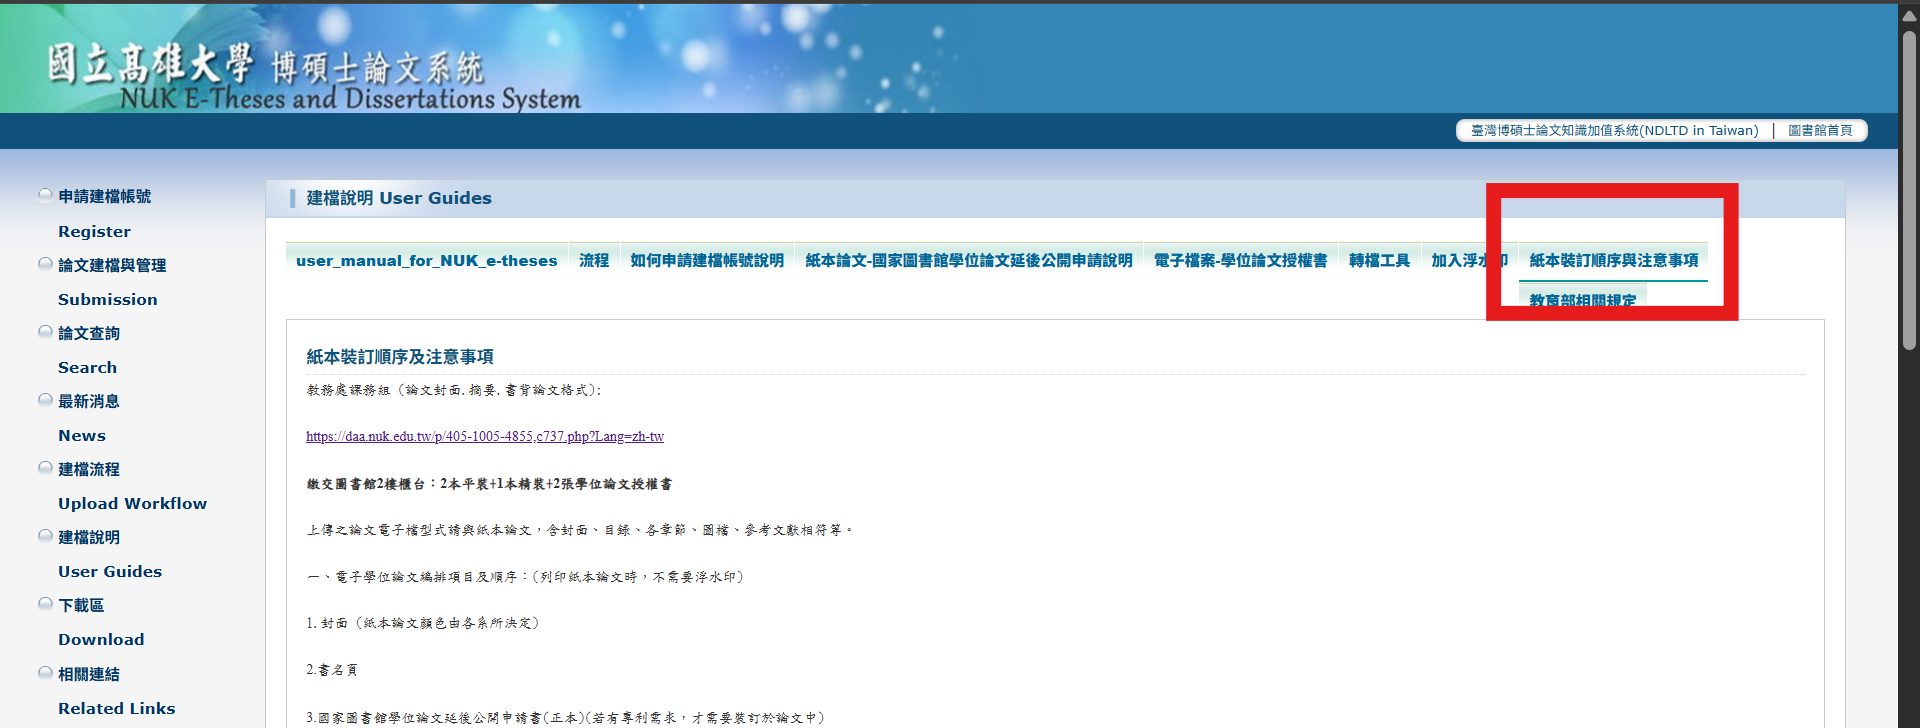 國立高雄大學 博碩士論文系統
NUK E-Theses and Dissertations System
臺灣博碩士論文知識加值系統(NDLTD in Taiwan) | 圖書館首頁
申請建檔帳號
Register
論文建檔與管理
Submission
論文查詢
Search
最新消息
News
建檔流程
Upload Workflow
建檔說明
User Guides
下載區
Download
相關連結
Related Links
建檔說明 User Guides
user_manual_for_NUK_e-theses 流程 如何申請建檔帳號說明 紙本論文-國家圖書館學位論文延後公開申請說明 電子檔案-學位論文授權書 轉檔工具 加入浮水印 紙本裝訂順序與注意事項
教育部相關規定
紙本裝訂順序及注意事項
教務處課務組（論文封面,摘要,書背論文格式）:
https://daa.nuk.edu.tw/p/405-1005-4855,c737.php?Lang=zh-tw
繳交圖書館2樓櫃台：2本平裝+1本精裝+2張學位論文授權書
上傳之論文電子檔型式請與紙本論文，含封面、目錄、各章節、圖檔、參考文獻相符等。
一、電子學位論文編排項目及順序：（列印紙本論文時，不需要浮水印）
1.封面（紙本論文顏色由各系所決定）
2.書名頁
3.國家圖書館學位論文延後公開申請書(正本)(若有專利需求，才需要裝訂於論文中)